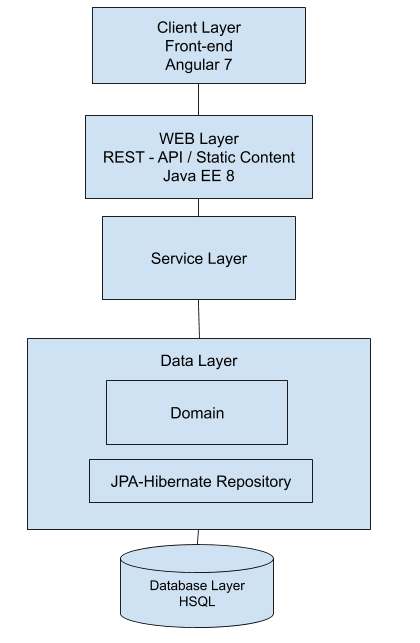 Client Layer
Front-end
Angular 7
WEB Layer
REST - API / Static Content
Java EE 8
Service Layer
Data Layer
Domain
JPA-Hibernate Repository
Database Layer
HSQL